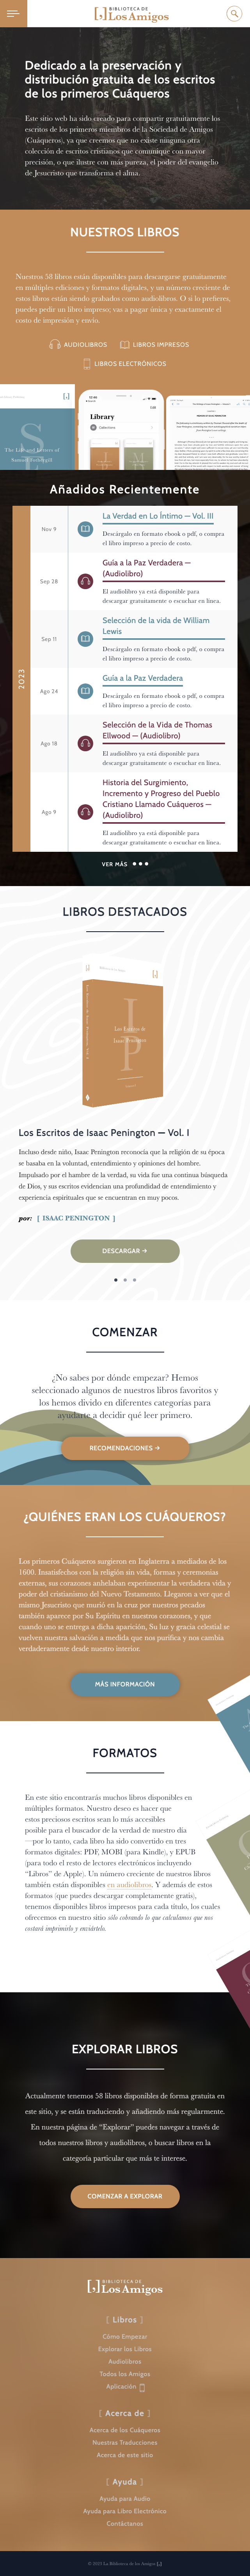 BIBLIOTECA DE
Los Amigos
Dedicado a la preservación y
distribución gratuita de los escritos
de los primeros Cuáqueros
Este sitio web ha sido creado para compartir gratuitamente los
escritos de los primeros miembros de la Sociedad de Amigos
(Cuáqueros), ya que creemos que no existe ninguna otra
colección de escritos cristianos que comunique con mayor
precisión, o que ilustre con más pureza, el poder del evangelio
de Jesucristo que transforma el alma.
NUESTROS LIBROS
Nuestros 58 libros están disponibles para descargarse gratuitamente
en múltiples ediciones y formatos digitales, y un número creciente de
estos libros están siendo grabados como audiolibros. O si lo prefieres,
puedes pedir un libro impreso; vas a pagar única y exactamente el
costo de impresión y envío.
AUDIOLIBROS
LIBROS IMPRESOS
LIBROS ELECTRÓNICOS
The Life and Letters of
Library
Añadidos Recientemente
2023
Nov 9
La Verdad en Lo Íntimo — Vol. III
Descárgalo en formato ebook o pdf, o compra
el libro impreso a precio de costo.
Sep 28
Guía a la Paz Verdadera —
(Audiolibro)
El audiolibro ya está disponible para
descargar gratuitamente o escuchar en línea.
Sep 11
Selección de la vida de William
Lewis
Descárgalo en formato ebook o pdf, o compra
el libro impreso a precio de costo.
Ago 24
Guía a la Paz Verdadera
Descárgalo en formato ebook o pdf, o compra
el libro impreso a precio de costo.
Ago 18
Selección de la Vida de Thomas
Ellwood — (Audiolibro)
El audiolibro ya está disponible para
descargar gratuitamente o escuchar en línea.
Ago 9
Historia del Surgimiento,
Incremento y Progreso del Pueblo
Cristiano Llamado Cuáqueros —
(Audiolibro)
El audiolibro ya está disponible para
descargar gratuitamente o escuchar en línea.
VER MÁS
LIBROS DESTACADOS
I
P
Los Escritos de
Isaac Penington
Los Escritos de Isaac Penington — Vol. I
Incluso desde niño, Isaac Penington reconocía que la religión de su época
se basaba en la voluntad, entendimiento y opiniones del hombre.
Impulsado por el hambre de la verdad, su vida fue una continua búsqueda
de Dios, y sus escritos evidencian una profundidad de entendimiento y
experiencia espirituales que se encuentran en muy pocos.
por: [ ISAAC PENINGTON ]
DESCARGAR →
COMENZAR
¿No sabes por dónde empezar? Hemos
seleccionado algunos de nuestros libros favoritos y
los hemos divido en diferentes categorías para
ayudarte a decidir qué leer primero.
RECOMENDACIONES →
¿QUIÉNES ERAN LOS CUÁQUEROS?
Los primeros Cuáqueros surgieron en Inglaterra a mediados de los
1600. Insatisfechos con la religión sin vida, formas y ceremonias
externas, sus corazones anhelaban experimentar la verdadera vida y
poder del cristianismo del Nuevo Testamento. Llegaron a ver que el
mismo Jesucristo que murió en la cruz por nuestros pecados
también aparece por Su Espíritu en nuestros corazones, y que
cuando uno se entrega a dicha aparición, Su luz y gracia celestial se
vuelven nuestra salvación a medida que nos purifica y nos cambia
verdaderamente desde nuestro interior.
MÁS INFORMACIÓN
FORMATOS
En este sitio encontrarás muchos libros disponibles en
múltiples formatos. Nuestro deseo es hacer que
estos preciosos escritos sean lo más accesibles
posible para el buscador de la verdad de nuestro día
—por lo tanto, cada libro ha sido convertido en tres
formatos digitales: PDF, MOBI (para Kindle), y EPUB
(para todo el resto de lectores electrónicos incluyendo
“Libros” de Apple). Un creciente número de nuestros libros
también están disponibles en audiolibros. Y además de estos
formatos (que puedes descargar completamente gratis),
tenemos disponibles libros impresos para cada título, los cuales
ofrecemos en nuestro sitio sólo cobrando lo que calculamos que nos
costará imprimirlo y enviártelo.
EXPLORAR LIBROS
Actualmente tenemos 58 libros disponibles de forma gratuita en
este sitio, y se están traduciendo y añadiendo más regularmente.
En nuestra página de “Explorar” puedes navegar a través de
todos nuestros libros y audiolibros, o buscar libros en la
categoría particular que más te interese.
COMENZAR A EXPLORAR
BIBLIOTECA DE
Los Amigos
[ Libros ]
Cómo Empezar
Explorar los Libros
Audiolibros
Todos los Amigos
Aplicación
[ Acerca de ]
Acerca de los Cuáqueros
Nuestras Traducciones
Acerca de este sitio
[ Ayuda ]
Ayuda para Audio
Ayuda para Libro Electrónico
Contáctanos
© 2023 La Biblioteca de los Amigos